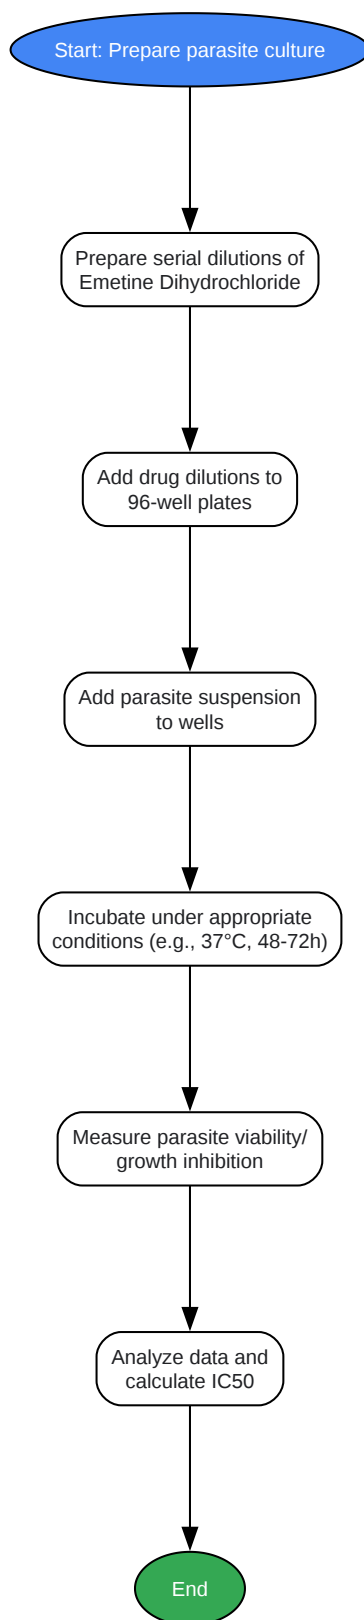 Start: Prepare parasite culture
Prepare serial dilutions of
Emetine Dihydrochloride
Add drug dilutions to
96-well plates
Add parasite suspension
to wells
Incubate under appropriate
conditions (e.g., 37°C, 48-72h)
Measure parasite viability/
growth inhibition
Analyze data and
calculate IC50
End